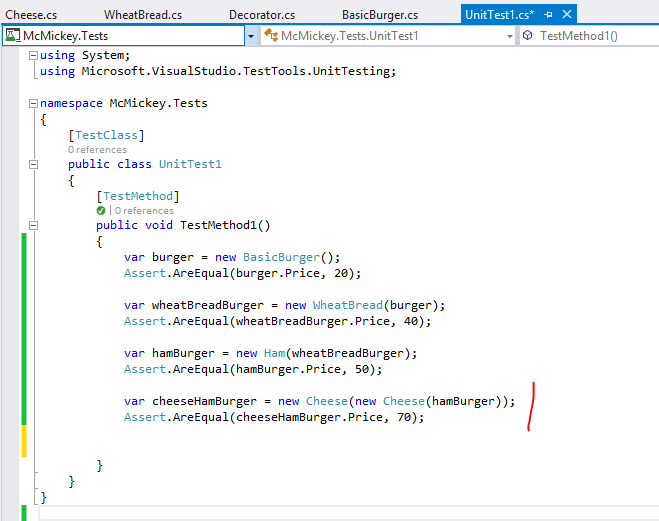 Cheese.cs WheatBread.cs Decorator.cs BasicBurger.cs UnitTest1.cs*
McMickey.Tests McMickey.Tests.UnitTest1 TestMethod1()
using System;
using Microsoft.VisualStudio.TestTools.UnitTesting;
namespace McMickey.Tests
{
[TestClass]
0 references
public class UnitTest1
{
[TestMethod]
| 0 references
public void TestMethod1()
{
var burger = new BasicBurger();
Assert.AreEqual(burger.Price, 20);
var wheatBreadBurger = new WheatBread(burger);
Assert.AreEqual(wheatBreadBurger.Price, 40);
var hamBurger = new Ham(wheatBreadBurger);
Assert.AreEqual(hamBurger.Price, 50);
var cheeseHamBurger = new Cheese(new Cheese(hamBurger));
Assert.AreEqual(cheeseHamBurger.Price, 70);
}
}
}